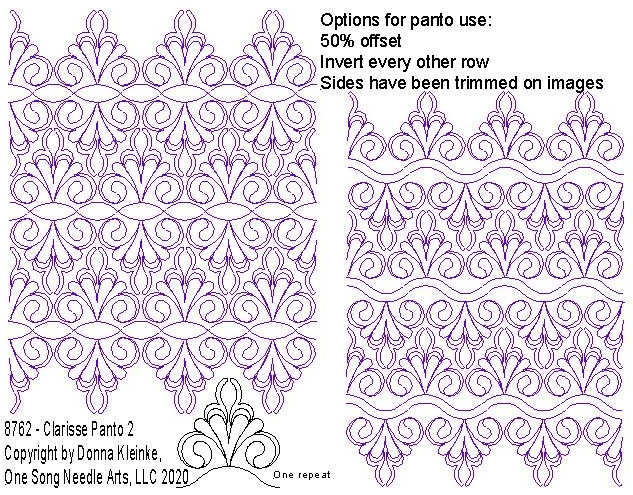 Options for panto use:
50% offset
Invert every other row
Sides have been trimmed on images
8762 - Clarisse Panto 2
Copyright by Donna Kleinke,
One Song Needle Arts, LLC 2020
One repeat